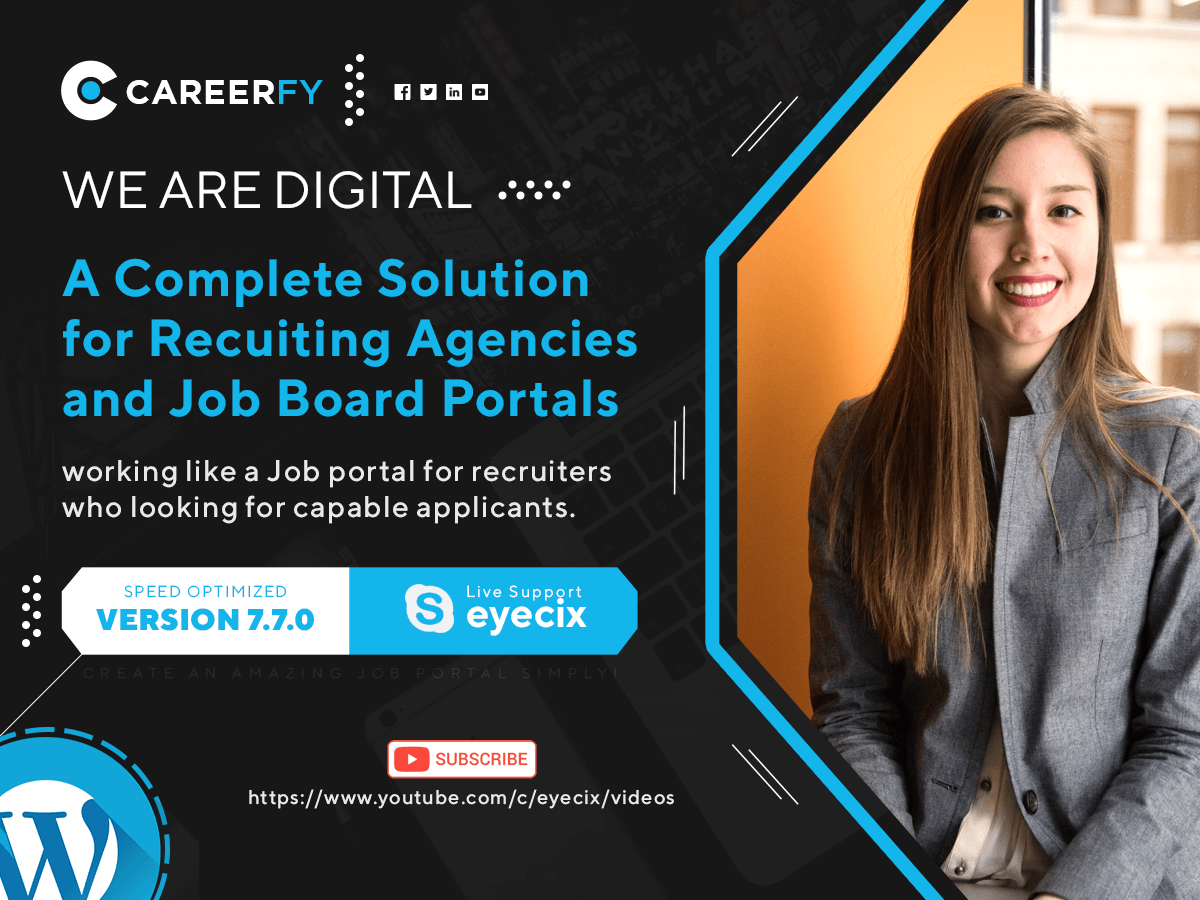 CAREERFY
WE ARE DIGITAL
A Complete Solution
for Recuiting Agencies
and Job Board Portals
working like a Job portal for recruiters
who looking for capable applicants.
SPEED OPTIMIZED
VERSION 7.7.0
Live Support
eyecix
CREATE AN AMAZING JOB PORTAL SIMPLY!
SUBSCRIBE
https://www.youtube.com/c/eyecix/videos